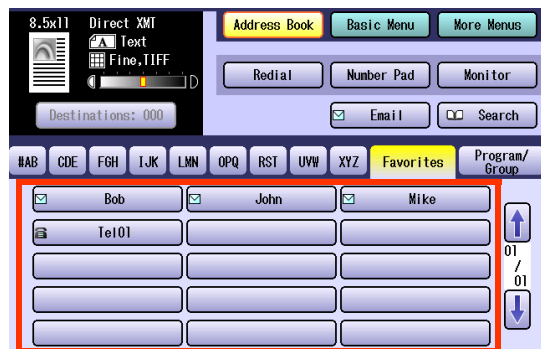 8.5x11 Direct XMT
A Text
Fine,TIFF
D
Destinations: 000
Address Book Basic Menu More Menus
Redial Number Pad Monitor
Email Search
#AB CDE FGH IJK LMN OPQ RST UVW XYZ Favorites Program/
Group
Bob John Mike
Tel01
01
/
01